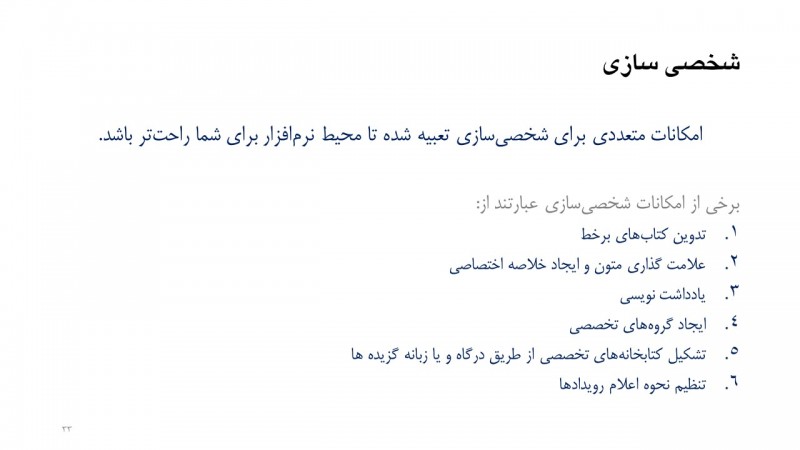 شخصی سازی
امکانات متعددی برای شخصی‌سازی تعبیه شده تا محیط نرم‌افزار برای شما راحت‌تر باشد.
برخی از امکانات شخصی‌سازی عبارتند از:
۱. تدوین کتاب‌های برخط
۲. علامت گذاری متون و ایجاد خلاصه اختصاصی
۳. یادداشت نویسی
٤. ایجاد گروه‌های تخصصی
٥. تشکیل کتابخانه‌های تخصصی از طریق درگاه و یا زبانه گزیده ها
٦. تنظیم نحوه اعلام رویدادها
۳۳